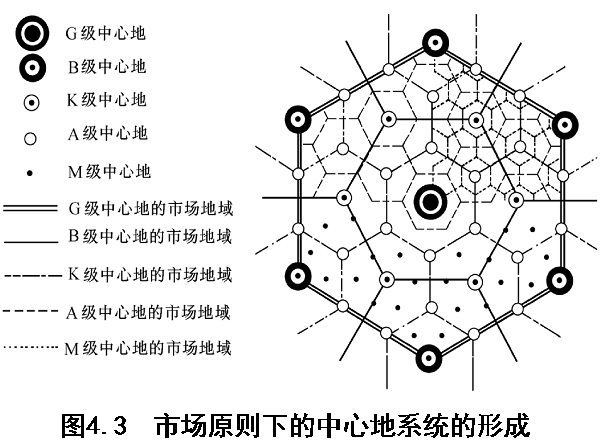 G级中心地
B级中心地
K级中心地
A级中心地
M级中心地
G级中心地的市场地域
B级中心地的市场地域
K级中心地的市场地域
A级中心地的市场地域
M级中心地的市场地域
图4.3 市场原则下的中心地系统的形成